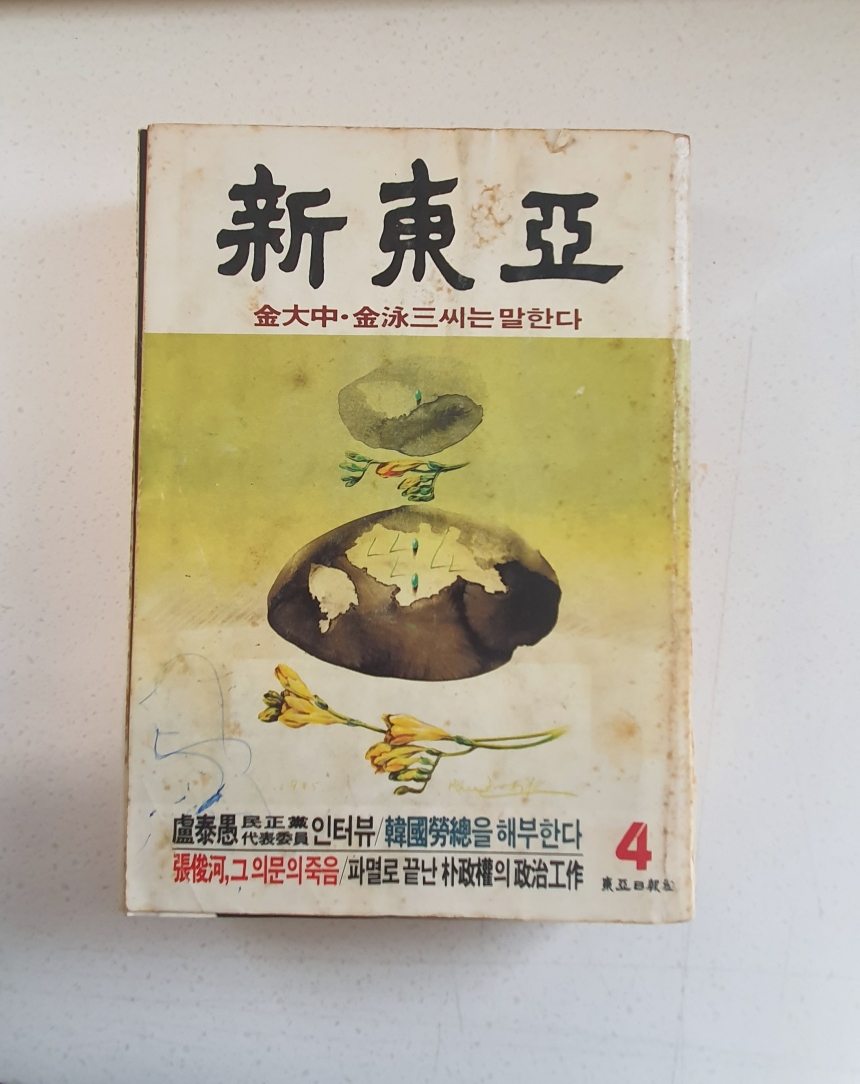 新東亞
金大中·金泳三씨는 말한다
盧泰愚 民正黨代表委員 인터뷰/韓國勞總을 해부한다
張俊河, 그 의문의 죽음/파멸로 끝난 朴政權의 政治工作
4
東亞日報社